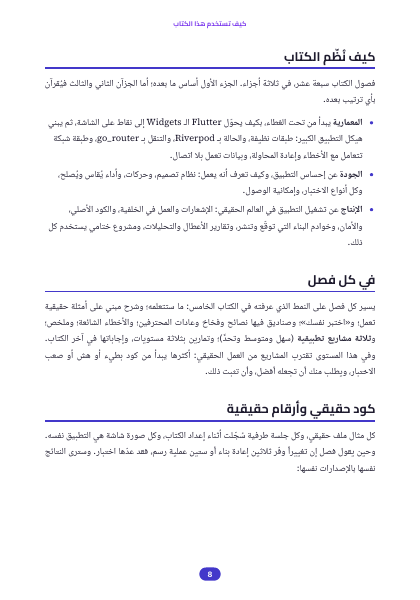 كيف تستخدم هذا الكتاب
كيف نُظّم الكتاب
فصول الكتاب سبعة عشر، في ثلاثة أجزاء. الجزء الأول أساس ما بعده؛ أما الجزآن الثاني والثالث فيُقرآن
بأي ترتيب بعده.
• المعمارية يبدأ من تحت الغطاء، بكيف يحوّل Flutter الـ Widgets إلى نقاط على الشاشة، ثم يبني
هيكل التطبيق الكبير: طبقات نظيفة، والحالة بـ Riverpod، والتنقل بـ go_router، وطبقة شبكة
تتعامل مع الأخطاء وإعادة المحاولة، وبيانات تعمل بلا اتصال.
• الجودة عن إحساس التطبيق، وكيف تعرف أنه يعمل: نظام تصميم، وحركات، وأداء يُقاس ويُصلح،
وكل أنواع الاختبار، وإمكانية الوصول.
• الإنتاج عن تشغيل التطبيق في العالم الحقيقي: الإشعارات والعمل في الخلفية، والكود الأصلي،
والأمان، وخوادم البناء التي توقّع وتنشر، وتقارير الأعطال والتحليلات، ومشروع ختامي يستخدم كل
ذلك.
في كل فصل
يسير كل فصل على النمط الذي عرفته في الكتاب الخامس: ما ستتعلمه؛ وشرح مبني على أمثلة حقيقية
تعمل؛ و«اختبر نفسك»؛ وصناديق فيها نصائح وفخاخ وعادات المحترفين؛ والأخطاء الشائعة؛ وملخص؛
وثلاثة مشاريع تطبيقية (سهل ومتوسط وتحدٍّ)؛ وتمارين بثلاثة مستويات، وإجاباتها في آخر الكتاب.
وفي هذا المستوى تقترب المشاريع من العمل الحقيقي: أكثرها يبدأ من كود بطيء أو هش أو صعب
الاختبار، ويطلب منك أن تجعله أفضل، وأن تثبت ذلك.
كود حقيقي وأرقام حقيقية
كل مثال ملف حقيقي، وكل جلسة طرفية سُجّلت أثناء إعداد الكتاب، وكل صورة شاشة هي التطبيق نفسه.
وحين يقول فصل إن تغييراً وفّر ثلاثين إعادة بناء أو ستين عملية رسم، فقد عدّها اختبار. وسترى النتائج
نفسها بالإصدارات نفسها:
8